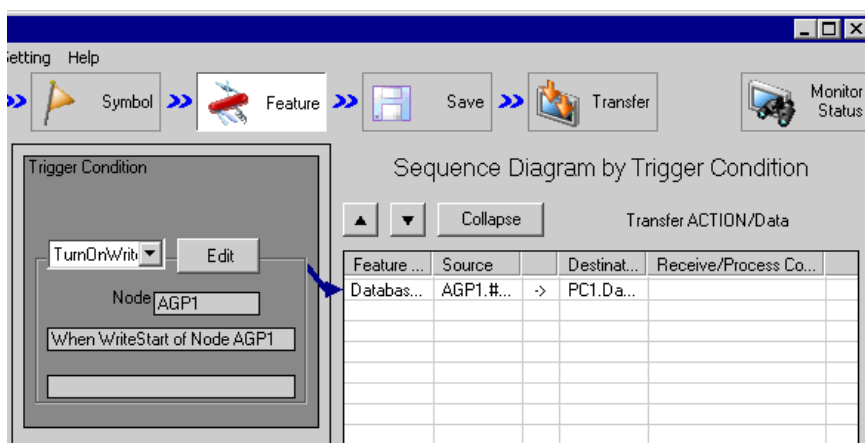 etting Help
Symbol Feature Save Transfer Monitor Status
Trigger Condition
Sequence Diagram by Trigger Condition
Collapse Transfer ACTION/Data
TurnOnWrit Edit
Feature ... Source Destinat... Receive/Process Co...
Databas... AGP1.#... -> PC1.Da...
Node AGP1
When WriteStart of Node AGP1